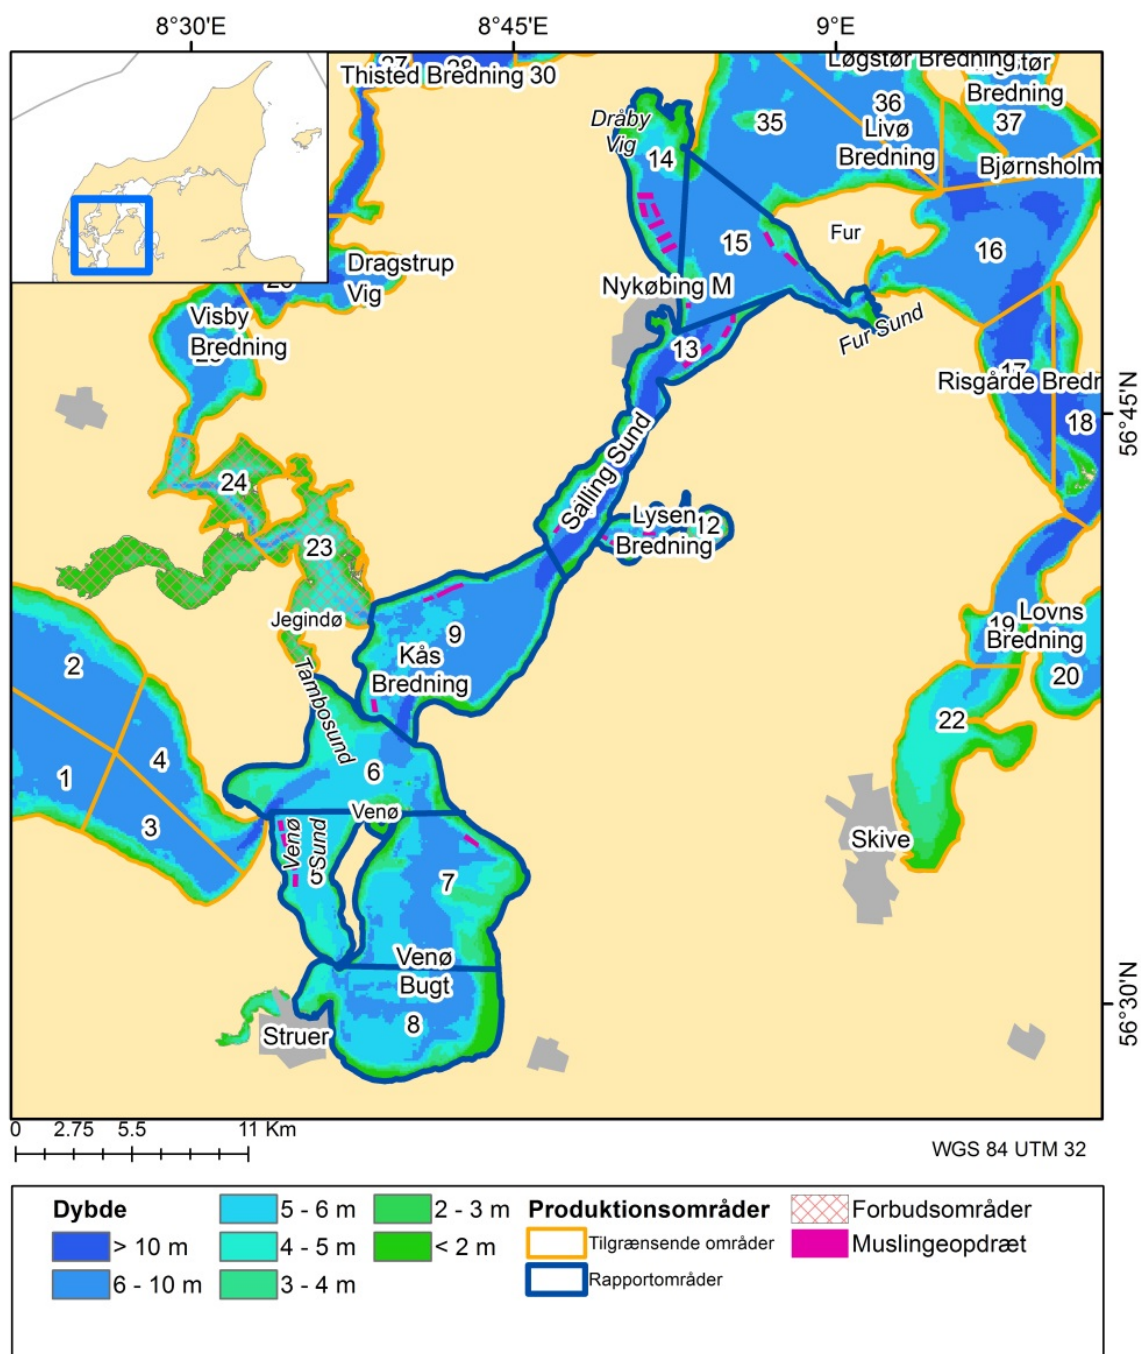 8°30'E
8°45'E
9°E
27
28
Thisted Bredning 30
Løgstør Bredning
Bredning
36
35
37
Livø
Bredning
Bjørnsholm
Dråby
Vig
14
15
Fur
16
Dragstrup
Vig
Nykøbing M
Fur Sund
Visby
Bredning
13
17
Risgårde Bredn
18
56°45'N
Salling Sund
24
23
Lysen
12
Bredning
Jegindø
2
9
Kås
Bredning
19
Lovns
Bredning
20
22
Tambosund
4
1
6
3
Venø
Venø
Sund
5
7
Skive
Venø
Bugt
8
Struer
56°30'N
0 2.75 5.5 11 Km
WGS 84 UTM 32
Dybde
> 10 m
6 - 10 m
5 - 6 m
4 - 5 m
3 - 4 m
2 - 3 m
< 2 m
Produktionsområder
Tilgrænsende områder
Rapportområder
Forbudsområder
Muslingeopdræt